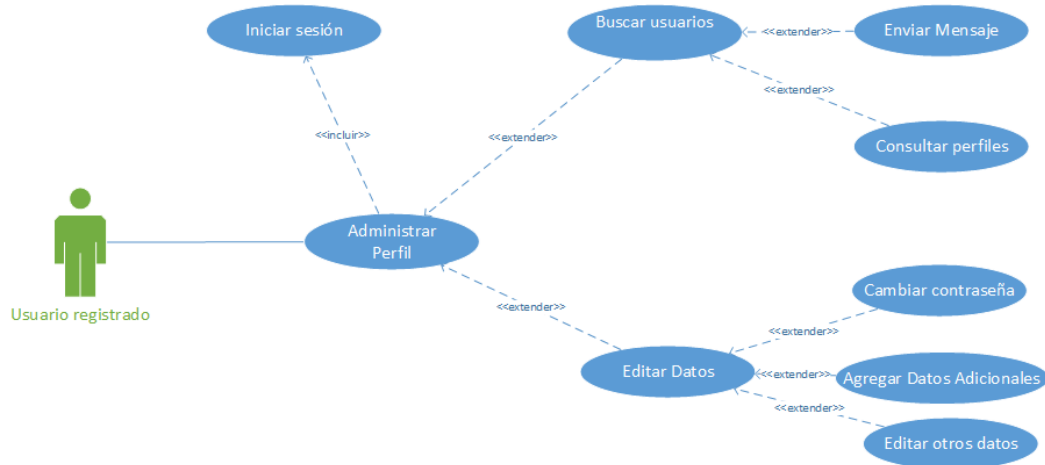 Iniciar sesión
Buscar usuarios
<<extender>>
Enviar Mensaje
<<extender>>
<<incluir>>
<<extender>>
Consultar perfiles
Administrar
Perfil
Usuario registrado
<<extender>>
Cambiar contraseña
<<extender>>
Editar Datos
<<extender>>
Agregar Datos Adicionales
<<extender>>
Editar otros datos